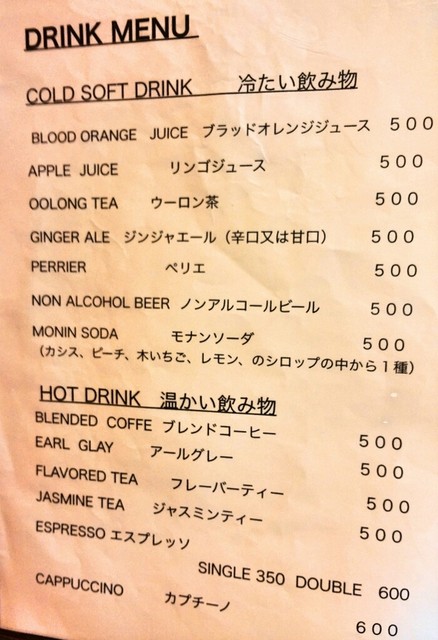 DRINK MENU
COLD SOFT DRINK 冷たい飲み物
BLOOD ORANGE JUICE ブラッドオレンジジュース 500
APPLE JUICE リンゴジュース 500
OOLONG TEA ウーロン茶 500
GINGER ALE ジンジャエール（辛口又は甘口） 500
PERRIER ペリエ 500
NON ALCOHOL BEER ノンアルコールビール 500
MONIN SODA モナンソーダ 500
（カシス、ピーチ、木いちご、レモン、のシロップの中から１種）
HOT DRINK 温かい飲み物
BLENDED COFFE ブレンドコーヒー 500
EARL GLAY アールグレー 500
FLAVORED TEA フレーバーティー 500
JASMINE TEA ジャスミンティー 500
ESPRESSO エスプレッソ
SINGLE 350 DOUBLE 600
CAPPUCCINO カプチーノ 600